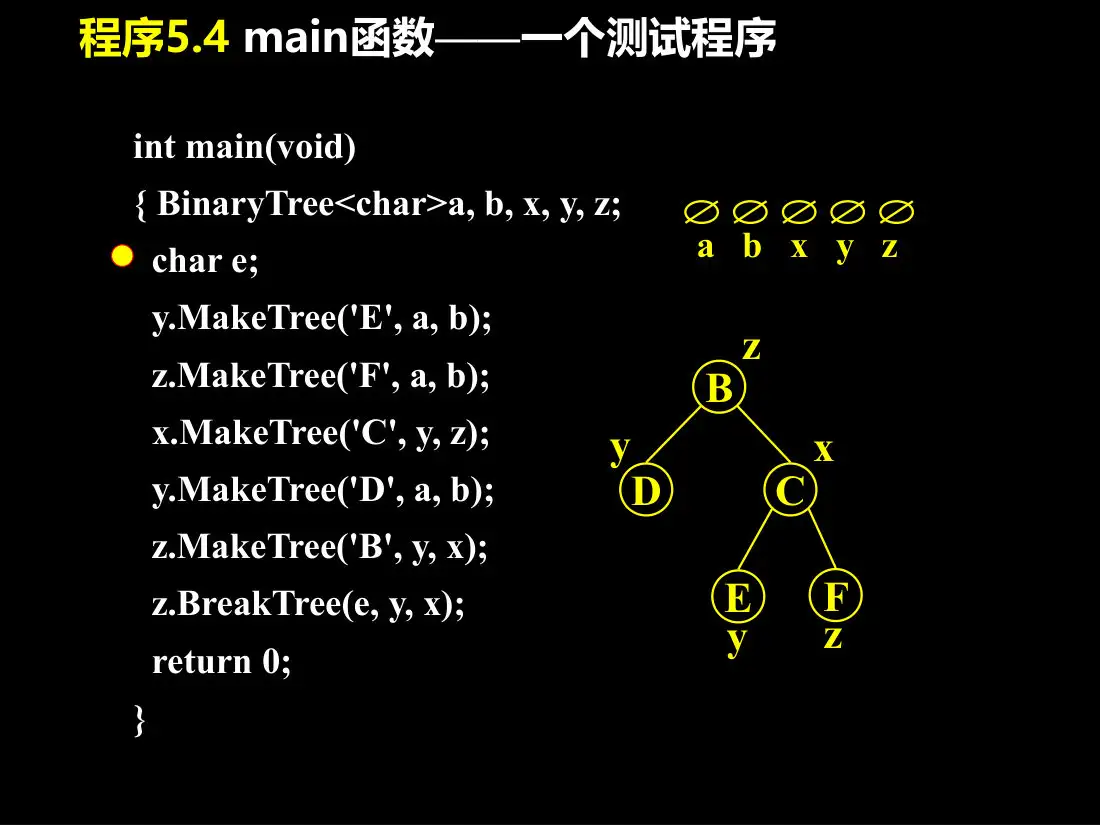 程序5.4 main函数——一个测试程序
int main(void)
{ BinaryTree<char>a, b, x, y, z;
∅ ∅ ∅ ∅ ∅
a b x y z
char e;
y.MakeTree('E', a, b);
z.MakeTree('F', a, b);
x.MakeTree('C', y, z);
y.MakeTree('D', a, b);
z.MakeTree('B', y, x);
z.BreakTree(e, y, x);
return 0;
}
z
B
y x
D C
E F
y z